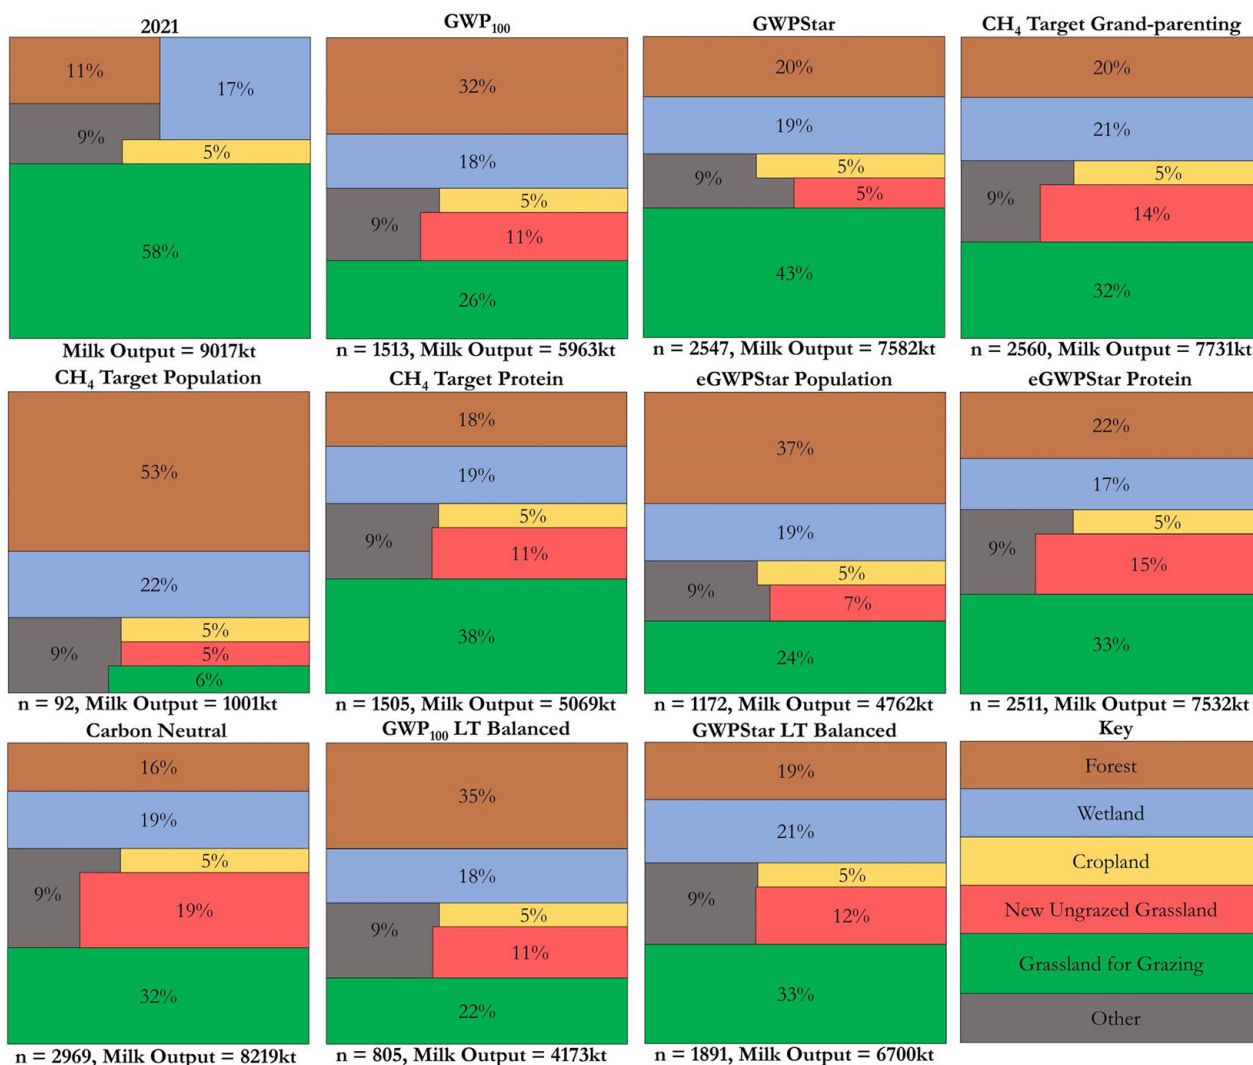 2021
11%
17%
9%
5%
58%
Milk Output = 9017kt
GWP₁₀₀
32%
18%
5%
9%
11%
26%
n = 1513, Milk Output = 5963kt
GWPStar
20%
19%
5%
9%
5%
43%
n = 2547, Milk Output = 7582kt
CH₄ Target Grand-parenting
20%
21%
5%
9%
14%
32%
n = 2560, Milk Output = 7731kt
CH₄ Target Population
53%
22%
5%
9%
5%
6%
n = 92, Milk Output = 1001kt
CH₄ Target Protein
18%
19%
5%
9%
11%
38%
n = 1505, Milk Output = 5069kt
eGWPStar Population
37%
19%
5%
9%
7%
24%
n = 1172, Milk Output = 4762kt
eGWPStar Protein
22%
17%
5%
9%
15%
33%
n = 2511, Milk Output = 7532kt
Carbon Neutral
16%
19%
5%
9%
19%
32%
n = 2969, Milk Output = 8219kt
GWP₁₀₀ LT Balanced
35%
18%
5%
9%
11%
22%
n = 805, Milk Output = 4173kt
GWPStar LT Balanced
19%
21%
5%
9%
12%
33%
n = 1891, Milk Output = 6700kt
Key
Forest
Wetland
Cropland
New Ungrazed Grassland
Grassland for Grazing
Other